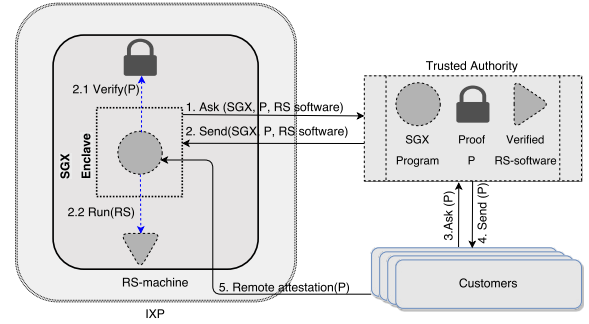 Trusted Authority
2.1 Verify(P)
1. Ask (SGX, P, RS software)
2. Send(SGX, P, RS software)
SGX
Enclave
SGX
Program
Proof
P
Verified
RS-software
2.2 Run(RS)
3.Ask (P)
4. Send (P)
RS-machine
5. Remote attestation(P)
Customers
IXP